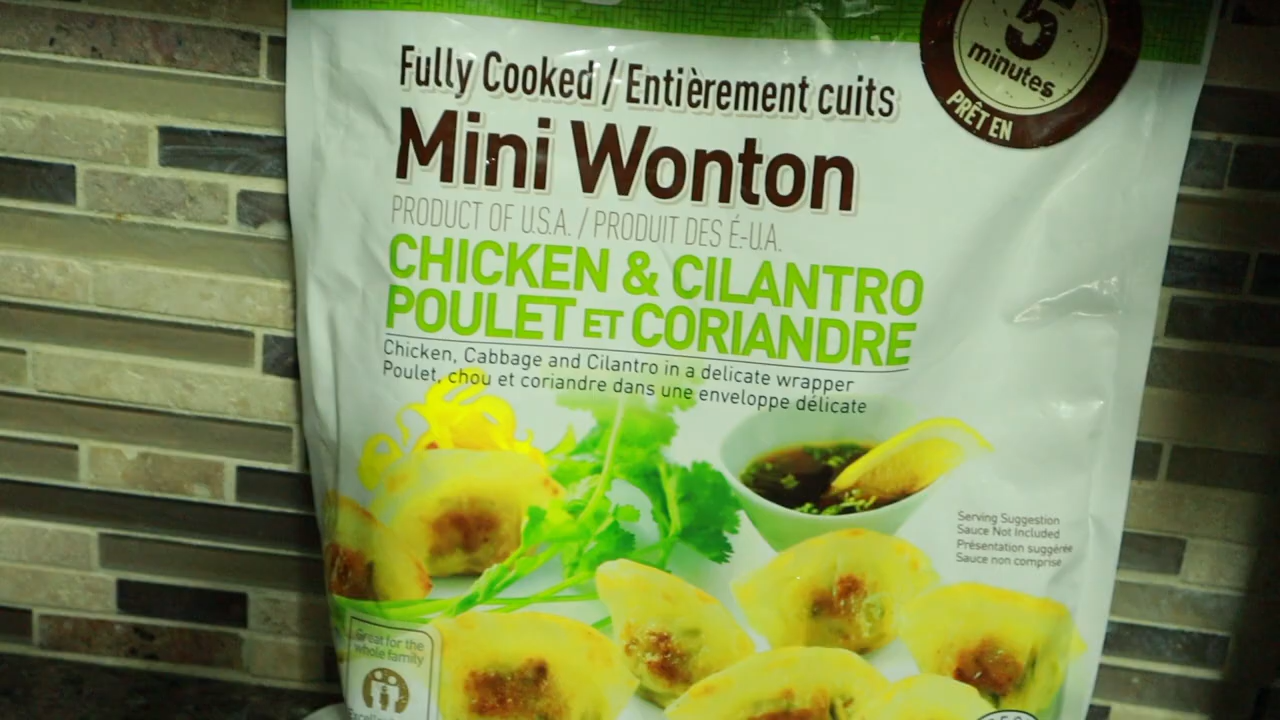 5
minutes
PRÊT EN
Fully Cooked / Entièrement cuits
Mini Wonton
PRODUCT OF U.S.A. / PRODUIT DES É.-U.A.
CHICKEN & CILANTRO
POULET ET CORIANDRE
Chicken, Cabbage and Cilantro in a delicate wrapper
Poulet, chou et coriandre dans une enveloppe délicate
Serving Suggestion
Sauce Not Included
Présentation suggérée
Sauce non comprise
Great for the
whole family